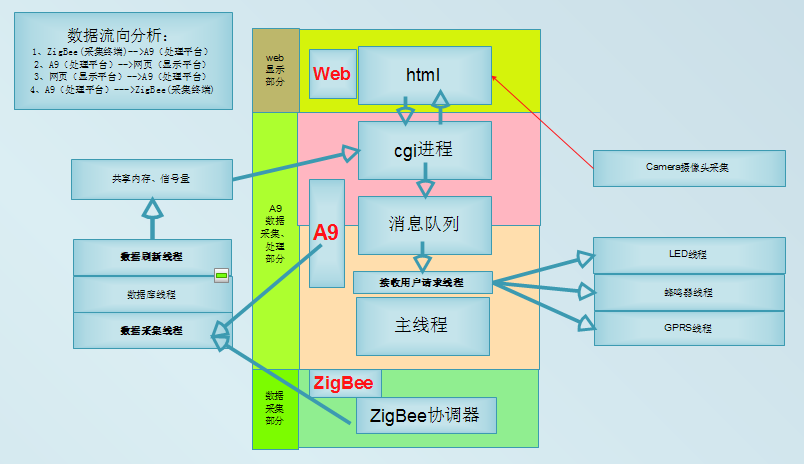 数据流向分析：
1、ZigBee(采集终端)-->A9（处理平台）
2、A9（处理平台）-->网页（显示平台）
3、网页（显示平台）-->A9（处理平台）
4、A9（处理平台）--->ZigBee(采集终端)
web
显示
部分
Web
html
cgi进程
Camera摄像头采集
共享内存、信号量
A9
数据
采集、
处理
部分
A9
消息队列
数据刷新线程
数据库线程
数据采集线程
接收用户请求线程
主线程
LED线程
蜂鸣器线程
GPRS线程
数据
采集
部分
ZigBee
ZigBee协调器